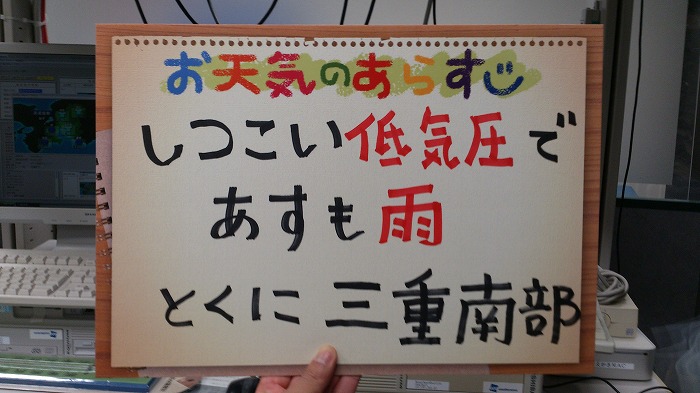 お天気のあらすじ
しつこい低気圧で
あすも雨
とくに三重南部